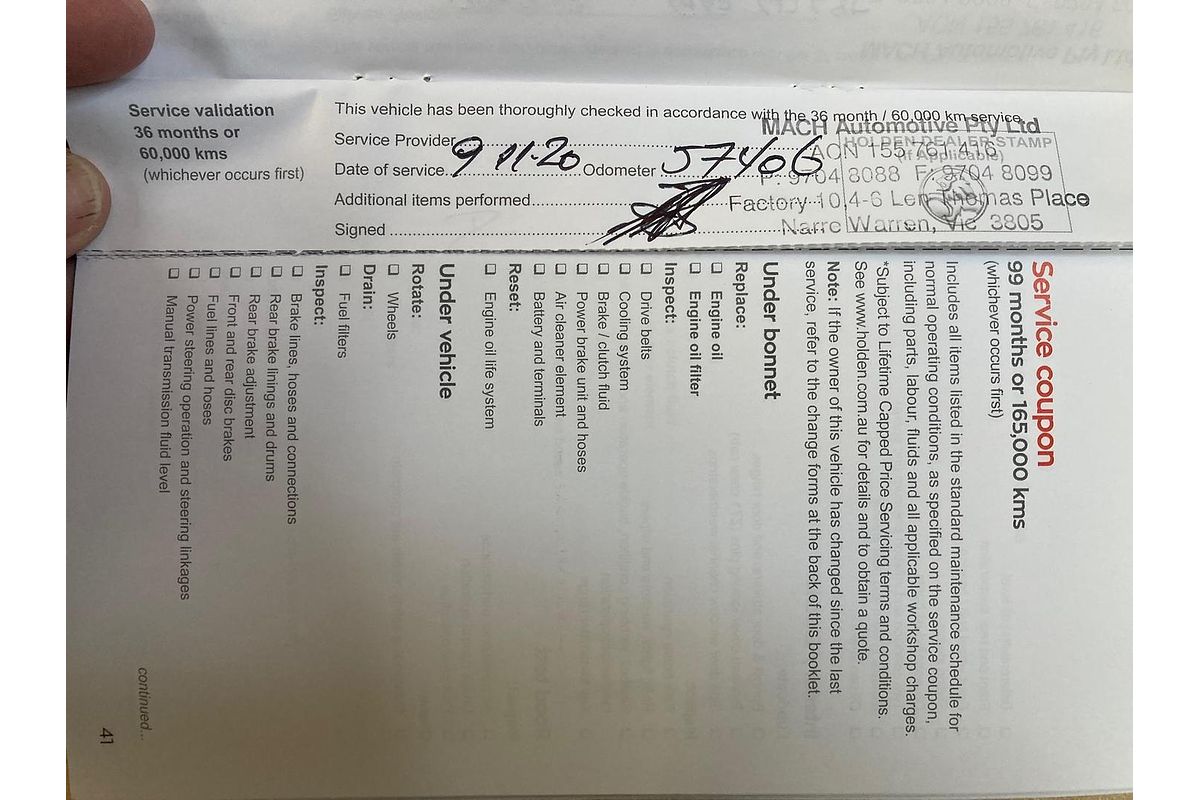 Service validation
36 months or
60,000 kms
(whichever occurs first)
This vehicle has been thoroughly checked in accordance with the 36 month / 60,000 km service.
Service Provider
Date of service 9 11·20 Odometer 57406
Additional items performed
Signed
MACH Automotive Pty Ltd
HOLDEN DEALER STAMP
(If Applicable)
ACN 155 761 416
P: 9704 8088 F: 9704 8099
Factory 10,4-6 Len Thomas Place
Narre Warren, Vic 3805
Service coupon
99 months or 165,000 kms
(whichever occurs first)
Includes all items listed in the standard maintenance schedule for
normal operating conditions, as specified on the service coupon,
including parts, labour, fluids and all applicable workshop charges.
*Subject to Lifetime Capped Price Servicing terms and conditions.
See www.holden.com.au for details and to obtain a quote.
Note: If the owner of this vehicle has changed since the last
service, refer to the change forms at the back of this booklet.
Under bonnet
Replace:
Engine oil
Engine oil filter
Inspect:
Drive belts
Cooling system
Brake / clutch fluid
Power brake unit and hoses
Air cleaner element
Battery and terminals
Reset:
Engine oil life system
Under vehicle
Rotate:
Wheels
Drain:
Fuel filters
Inspect:
Brake lines, hoses and connections
Rear brake linings and drums
Rear brake adjustment
Front and rear disc brakes
Fuel lines and hoses
Power steering operation and steering linkages
Manual transmission fluid level
continued...
41